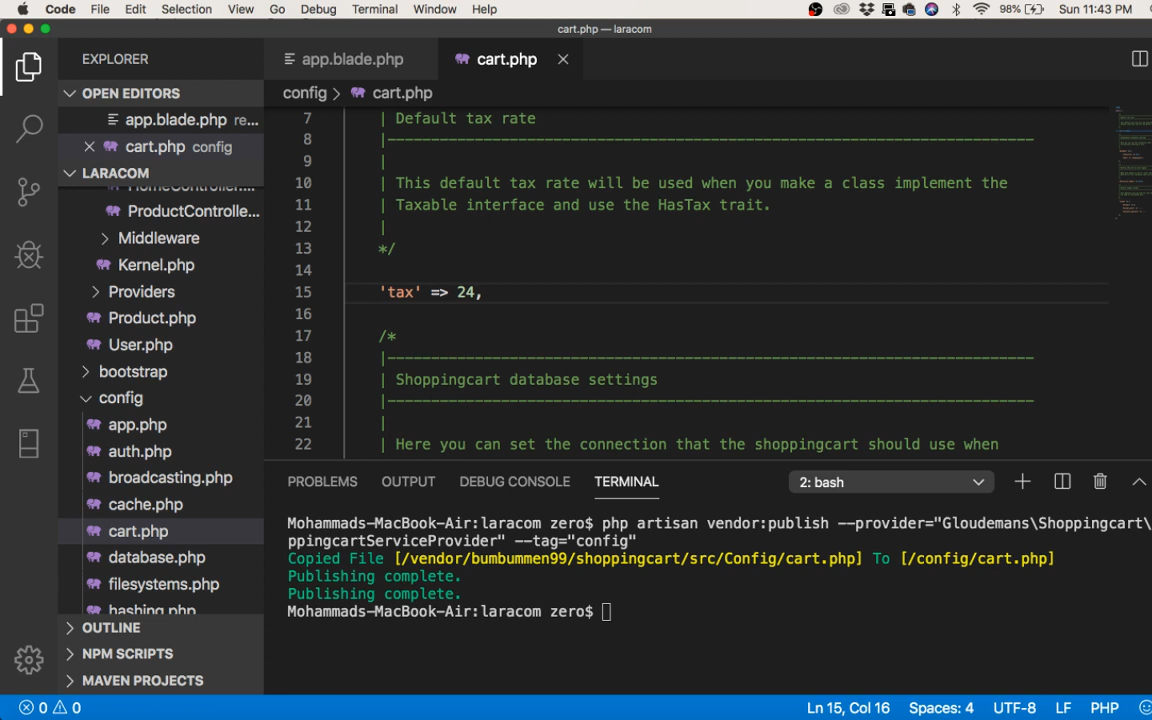 Code File Edit Selection View Go Debug Terminal Window Help 98% Sun 11:43 PM
cart.php — laracom
EXPLORER
OPEN EDITORS
app.blade.php re...
cart.php config
LARACOM
HomeController....
ProductControlle...
Middleware
Kernel.php
Providers
Product.php
User.php
bootstrap
config
app.php
auth.php
broadcasting.php
cache.php
cart.php
database.php
filesystems.php
hashing.php
OUTLINE
NPM SCRIPTS
MAVEN PROJECTS
app.blade.php cart.php
config > cart.php
7 | Default tax rate
8 |--------------------------------------------------------------------------
9 |
10 | This default tax rate will be used when you make a class implement the
11 | Taxable interface and use the HasTax trait.
12 |
13 */
14
15 'tax' => 24,
16
17 /*
18 |--------------------------------------------------------------------------
19 | Shoppingcart database settings
20 |--------------------------------------------------------------------------
21 |
22 | Here you can set the connection that the shoppingcart should use when
PROBLEMS OUTPUT DEBUG CONSOLE TERMINAL 2: bash
Mohammads-MacBook-Air:laracom zero$ php artisan vendor:publish --provider="Gloudemans\Shoppingcart\
ppingcartServiceProvider" --tag="config"
Copied File [/vendor/bumbummen99/shoppingcart/src/Config/cart.php] To [/config/cart.php]
Publishing complete.
Publishing complete.
Mohammads-MacBook-Air:laracom zero$
0 0 Ln 15, Col 16 Spaces: 4 UTF-8 LF PHP